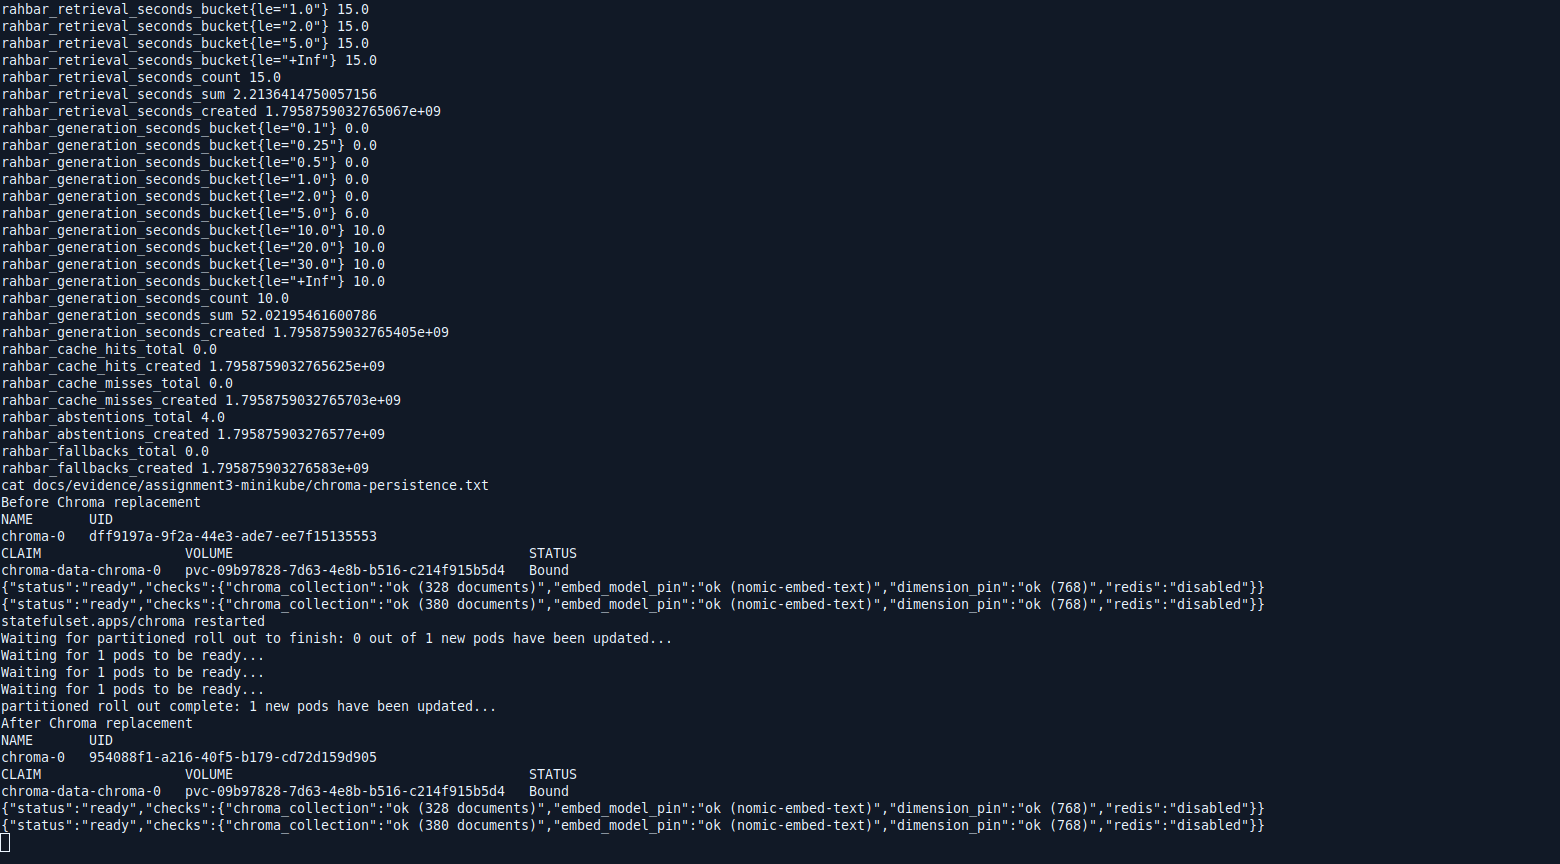 rahbar_retrieval_seconds_bucket{le="1.0"} 15.0
rahbar_retrieval_seconds_bucket{le="2.0"} 15.0
rahbar_retrieval_seconds_bucket{le="5.0"} 15.0
rahbar_retrieval_seconds_bucket{le="+Inf"} 15.0
rahbar_retrieval_seconds_count 15.0
rahbar_retrieval_seconds_sum 2.2136414750057156
rahbar_retrieval_seconds_created 1.7958759032765067e+09
rahbar_generation_seconds_bucket{le="0.1"} 0.0
rahbar_generation_seconds_bucket{le="0.25"} 0.0
rahbar_generation_seconds_bucket{le="0.5"} 0.0
rahbar_generation_seconds_bucket{le="1.0"} 0.0
rahbar_generation_seconds_bucket{le="2.0"} 0.0
rahbar_generation_seconds_bucket{le="5.0"} 6.0
rahbar_generation_seconds_bucket{le="10.0"} 10.0
rahbar_generation_seconds_bucket{le="20.0"} 10.0
rahbar_generation_seconds_bucket{le="30.0"} 10.0
rahbar_generation_seconds_bucket{le="+Inf"} 10.0
rahbar_generation_seconds_count 10.0
rahbar_generation_seconds_sum 52.02195461600786
rahbar_generation_seconds_created 1.7958759032765405e+09
rahbar_cache_hits_total 0.0
rahbar_cache_hits_created 1.7958759032765625e+09
rahbar_cache_misses_total 0.0
rahbar_cache_misses_created 1.7958759032765703e+09
rahbar_abstentions_total 4.0
rahbar_abstentions_created 1.795875903276577e+09
rahbar_fallbacks_total 0.0
rahbar_fallbacks_created 1.795875903276583e+09
cat docs/evidence/assignment3-minikube/chroma-persistence.txt
Before Chroma replacement
NAME       UID
chroma-0   dff9197a-9f2a-44e3-ade7-ee7f15135553
CLAIM                  VOLUME                                     STATUS
chroma-data-chroma-0   pvc-09b97828-7d63-4e8b-b516-c214f915b5d4   Bound
{"status":"ready","checks":{"chroma_collection":"ok (328 documents)","embed_model_pin":"ok (nomic-embed-text)","dimension_pin":"ok (768)","redis":"disabled"}}
{"status":"ready","checks":{"chroma_collection":"ok (380 documents)","embed_model_pin":"ok (nomic-embed-text)","dimension_pin":"ok (768)","redis":"disabled"}}
statefulset.apps/chroma restarted
Waiting for partitioned roll out to finish: 0 out of 1 new pods have been updated...
Waiting for 1 pods to be ready...
Waiting for 1 pods to be ready...
Waiting for 1 pods to be ready...
partitioned roll out complete: 1 new pods have been updated...
After Chroma replacement
NAME       UID
chroma-0   954088f1-a216-40f5-b179-cd72d159d905
CLAIM                  VOLUME                                     STATUS
chroma-data-chroma-0   pvc-09b97828-7d63-4e8b-b516-c214f915b5d4   Bound
{"status":"ready","checks":{"chroma_collection":"ok (328 documents)","embed_model_pin":"ok (nomic-embed-text)","dimension_pin":"ok (768)","redis":"disabled"}}
{"status":"ready","checks":{"chroma_collection":"ok (380 documents)","embed_model_pin":"ok (nomic-embed-text)","dimension_pin":"ok (768)","redis":"disabled"}}